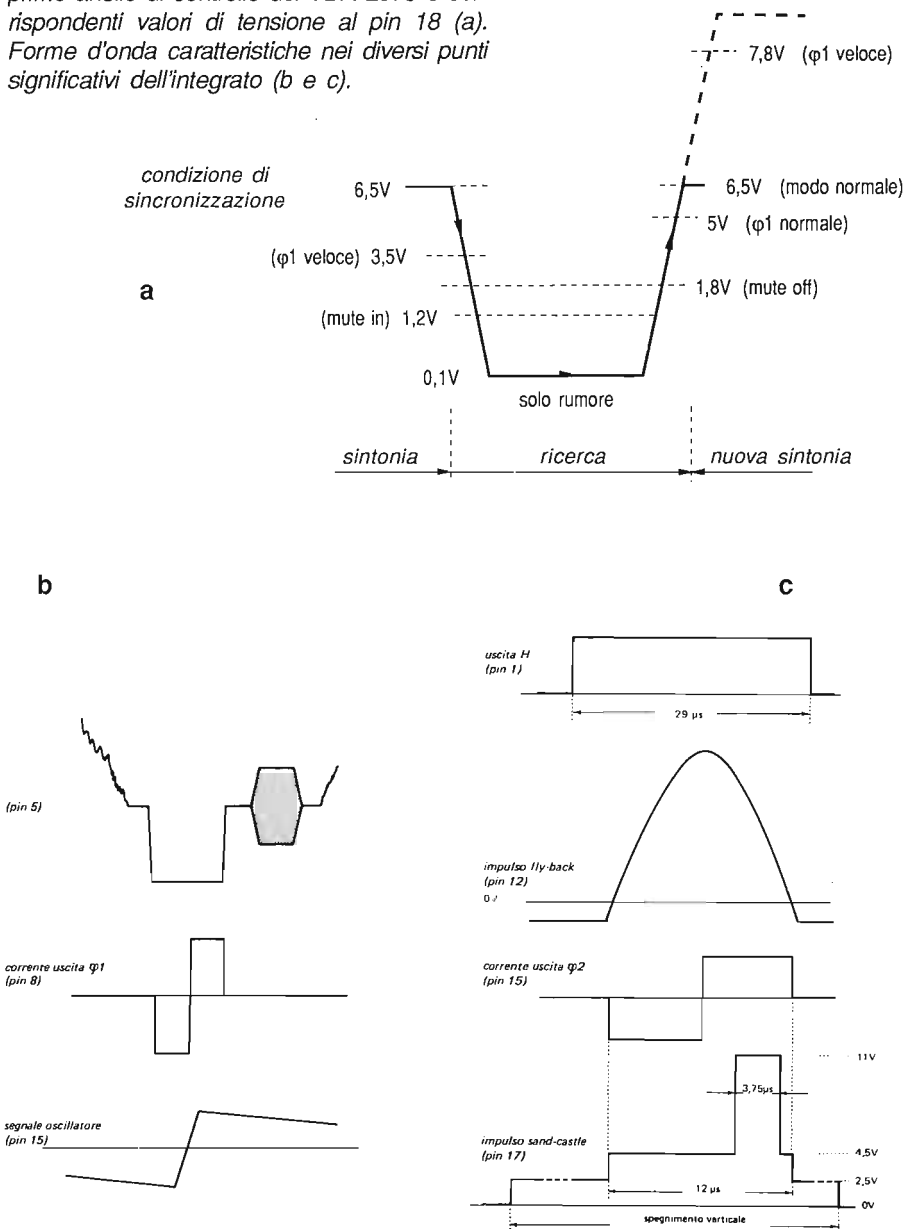 rispondenti valori di tensione al pin 18 (a).
Forme d'onda caratteristiche nei diversi punti
significativi dell'integrato (b e c).
7,8V (φ1 veloce)
condizione di
sincronizzazione
6,5V
6,5V (modo normale)
5V (φ1 normale)
(φ1 veloce) 3,5V
a
1,8V (mute off)
(mute in) 1,2V
0,1V
solo rumore
sintonia
ricerca
nuova sintonia
b
c
uscita H
(pin 1)
29 µs
(pin 5)
impulso fly-back
(pin 12)
corrente uscita φ1
(pin 8)
corrente uscita φ2
(pin 15)
11V
3,75µs
segnale oscillatore
(pin 15)
impulso sand-castle
(pin 17)
4,5V
2,5V
12 µs
0V
spegnimento verticale